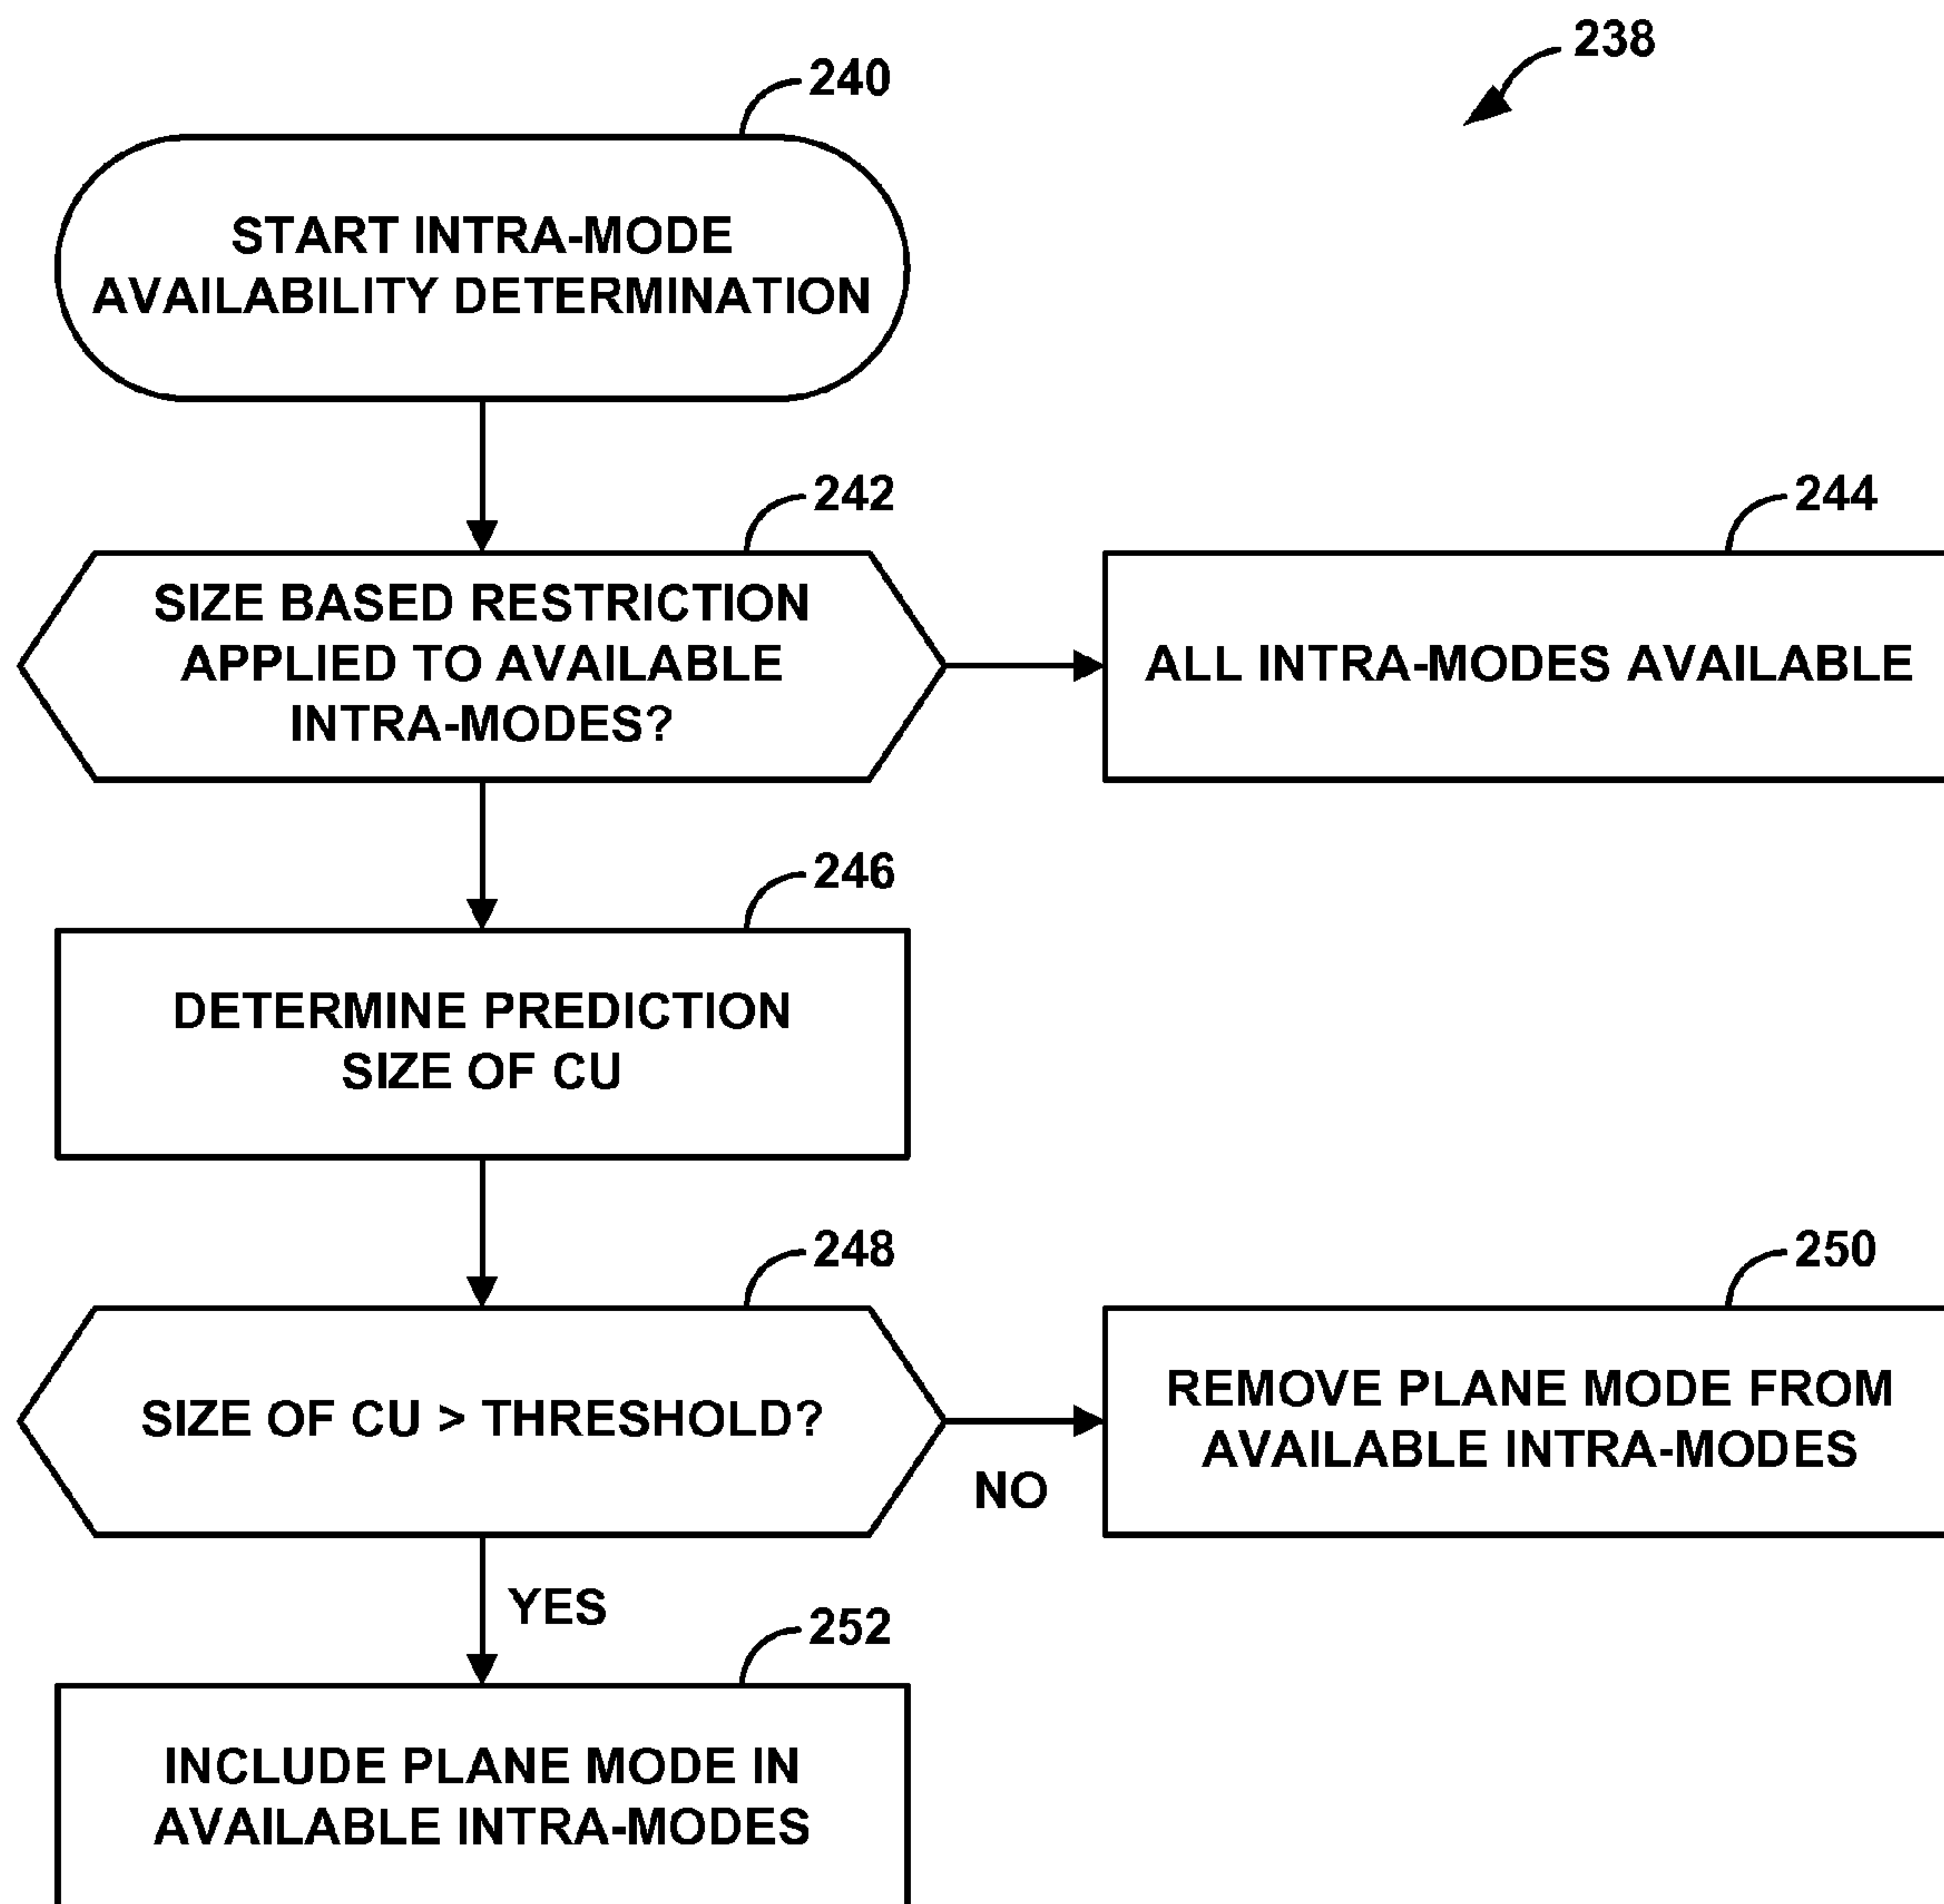 238
240
START INTRA-MODE
AVAILABILITY DETERMINATION
242
SIZE BASED RESTRICTION
APPLIED TO AVAILABLE
INTRA-MODES?
244
ALL INTRA-MODES AVAILABLE
246
DETERMINE PREDICTION
SIZE OF CU
248
SIZE OF CU > THRESHOLD?
NO
250
REMOVE PLANE MODE FROM
AVAILABLE INTRA-MODES
YES
252
INCLUDE PLANE MODE IN
AVAILABLE INTRA-MODES